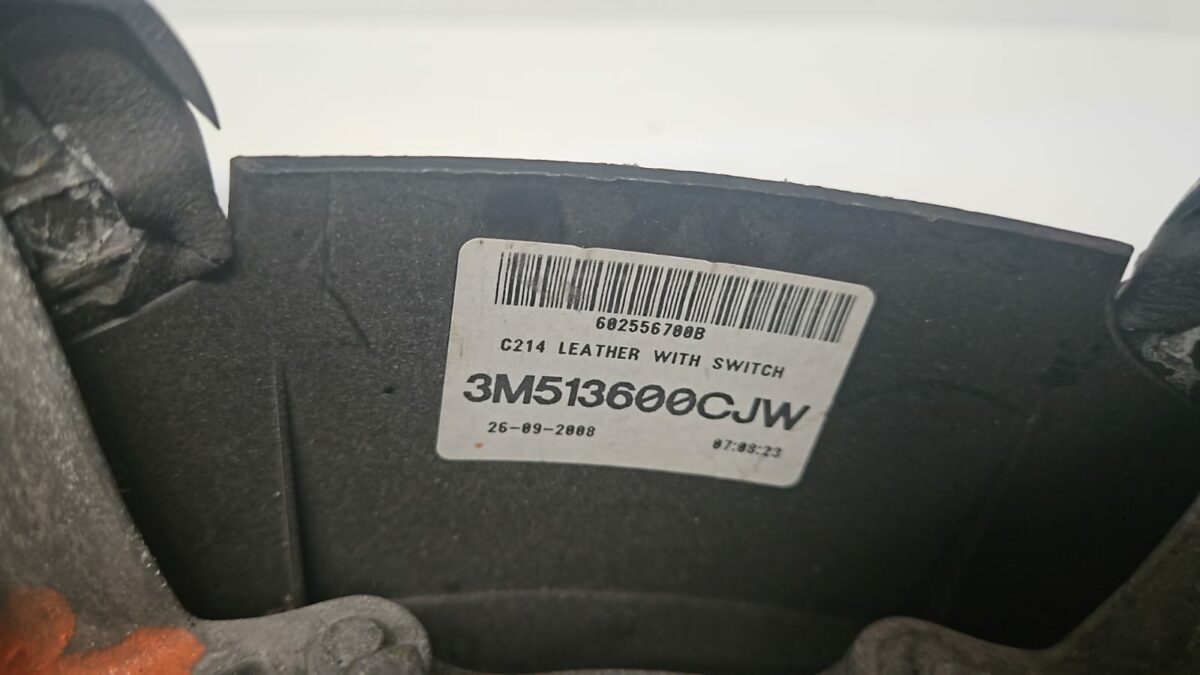 602556700B
C214 LEATHER WITH SWITCH
3M513600CJW
26-09-2008
07:08:23